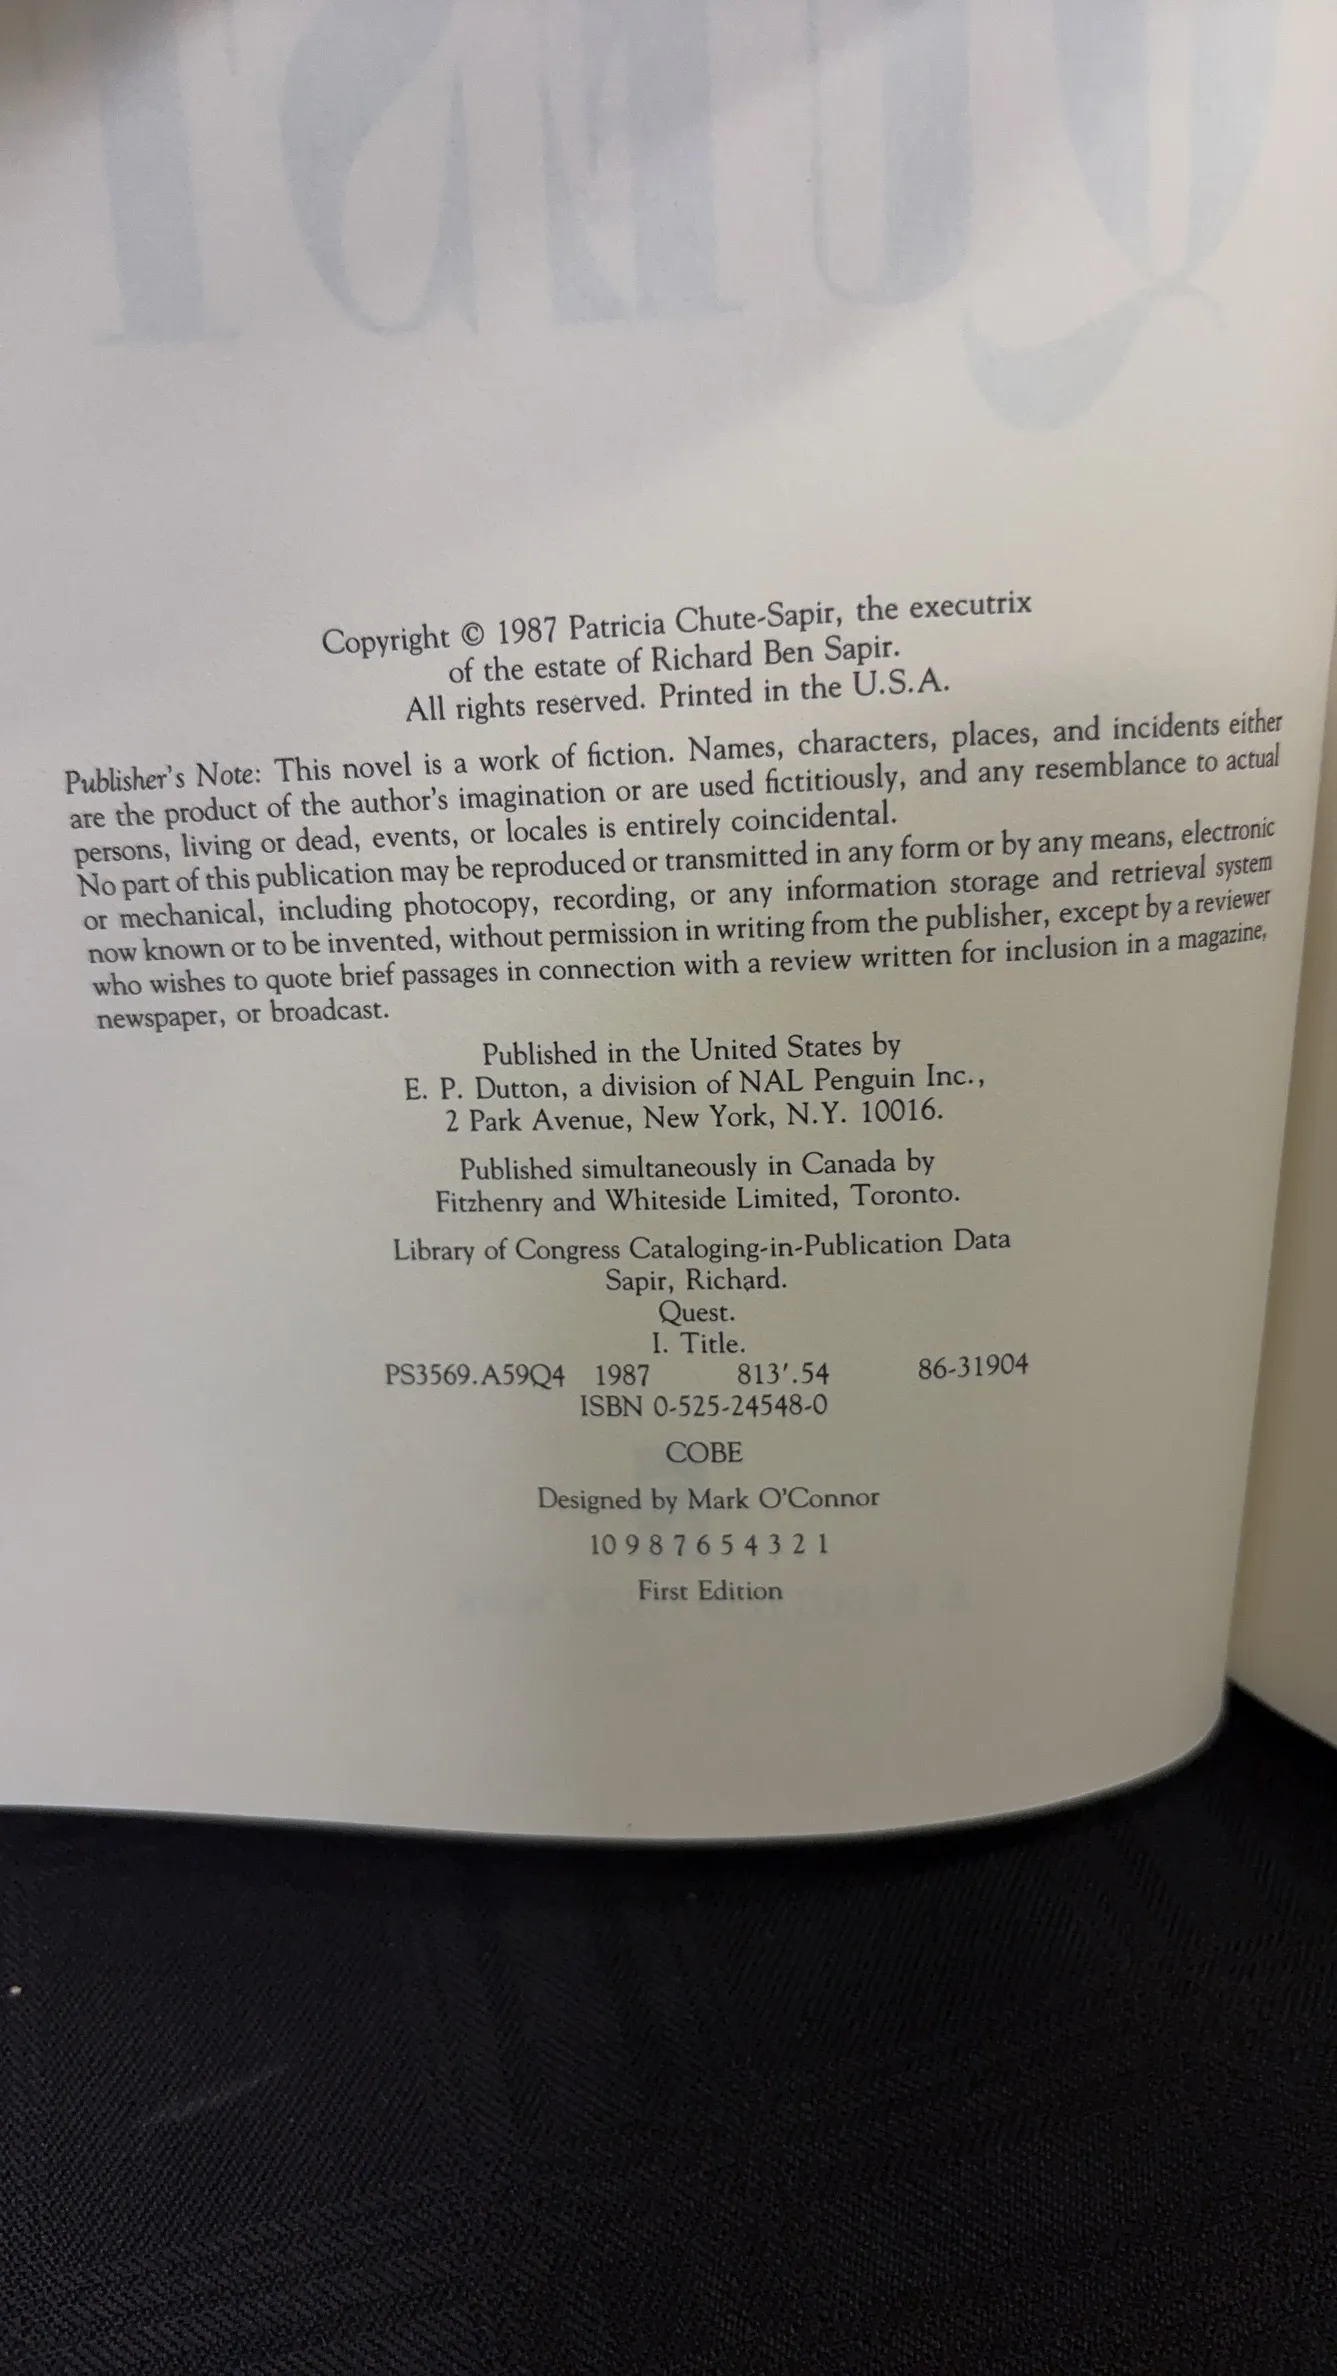 Copyright © 1987 Patricia Chute-Sapir, the executrix
of the estate of Richard Ben Sapir.
All rights reserved. Printed in the U.S.A.
Publisher's Note: This novel is a work of fiction. Names, characters, places, and incidents either
are the product of the author's imagination or are used fictitiously, and any resemblance to actual
persons, living or dead, events, or locales is entirely coincidental.
No part of this publication may be reproduced or transmitted in any form or by any means, electronic
or mechanical, including photocopy, recording, or any information storage and retrieval system
now known or to be invented, without permission in writing from the publisher, except by a reviewer
who wishes to quote brief passages in connection with a review written for inclusion in a magazine,
newspaper, or broadcast.
Published in the United States by
E. P. Dutton, a division of NAL Penguin Inc.,
2 Park Avenue, New York, N.Y. 10016.
Published simultaneously in Canada by
Fitzhenry and Whiteside Limited, Toronto.
Library of Congress Cataloging-in-Publication Data
Sapir, Richard.
Quest.
I. Title.
PS3569.A59Q4 1987 813'.54 86-31904
ISBN 0-525-24548-0
COBE
Designed by Mark O'Connor
10 9 8 7 6 5 4 3 2 1
First Edition